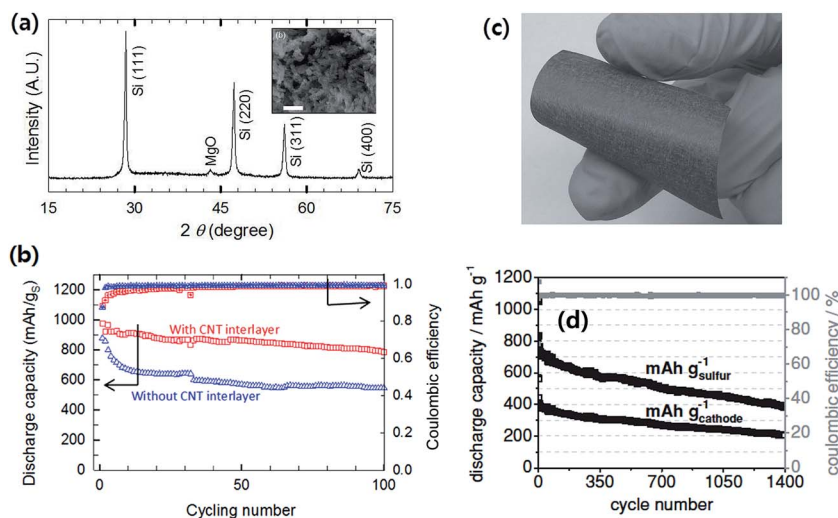 (a)
Intensity (A.U.)
Si (111)
MgO
Si (220)
Si (311)
Si (400)
(b)
15 30 45 60 75
2 θ (degree)
(b)
Discharge capacity (mAh/gS)
1200
1000
800
600
400
200
0
With CNT interlayer
Without CNT interlayer
1.0
0.8
0.6
0.4
0.2
0.0
Coulombic efficiency
0 50 100
Cycling number
(c)
(d)
discharge capacity / mAh g-1
1200
1000
800
600
400
200
0
mAh g-1sulfur
mAh g-1cathode
100
80
60
40
20
0
coulombic efficiency / %
0 350 700 1050 1400
cycle number